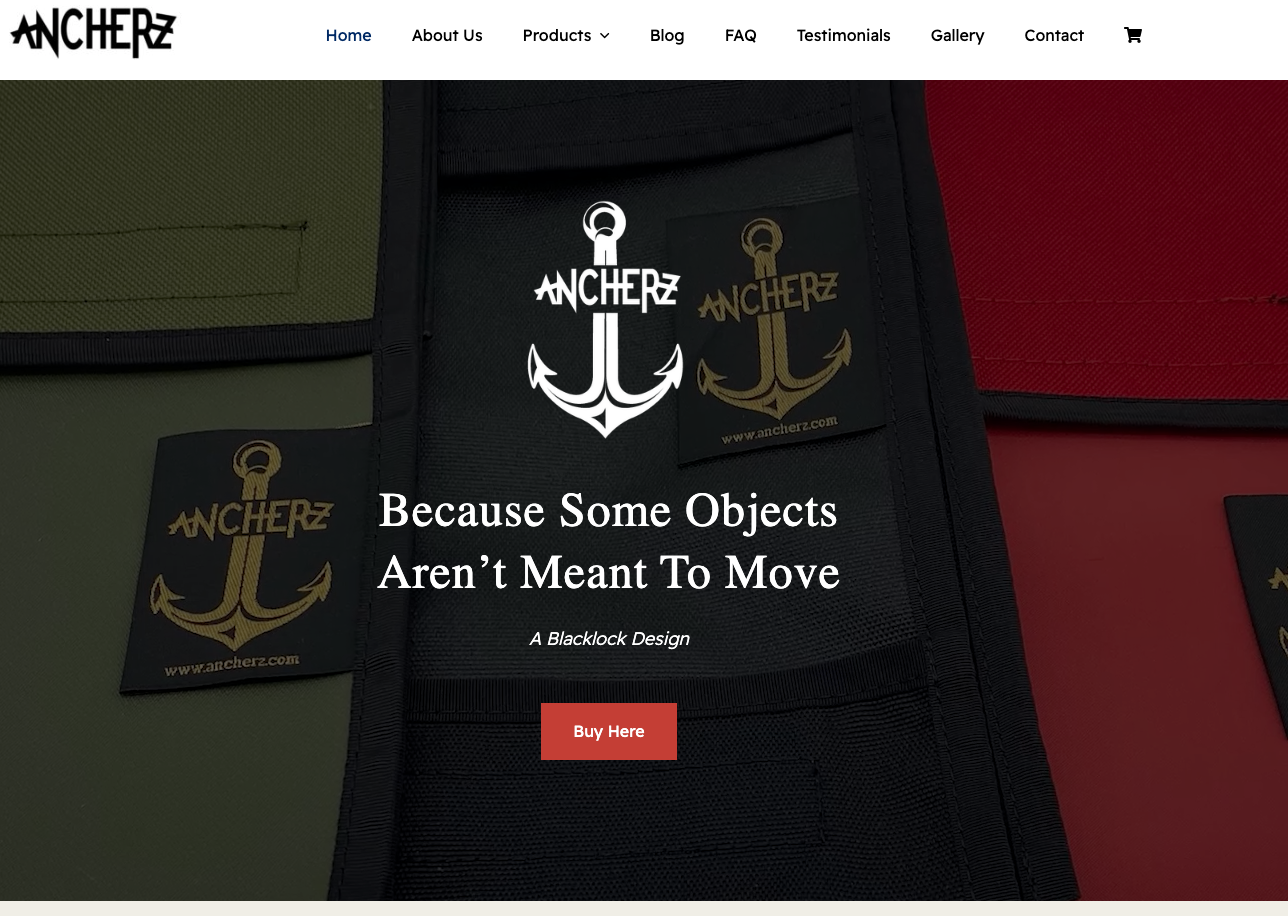 ANCHERZ
Home About Us Products Blog FAQ Testimonials Gallery Contact
ANCHERZ
ANCHERZ
www.ancherz.com
ANCHERZ
www.ancherz.com
Because Some Objects
Aren’t Meant To Move
A Blacklock Design
Buy Here